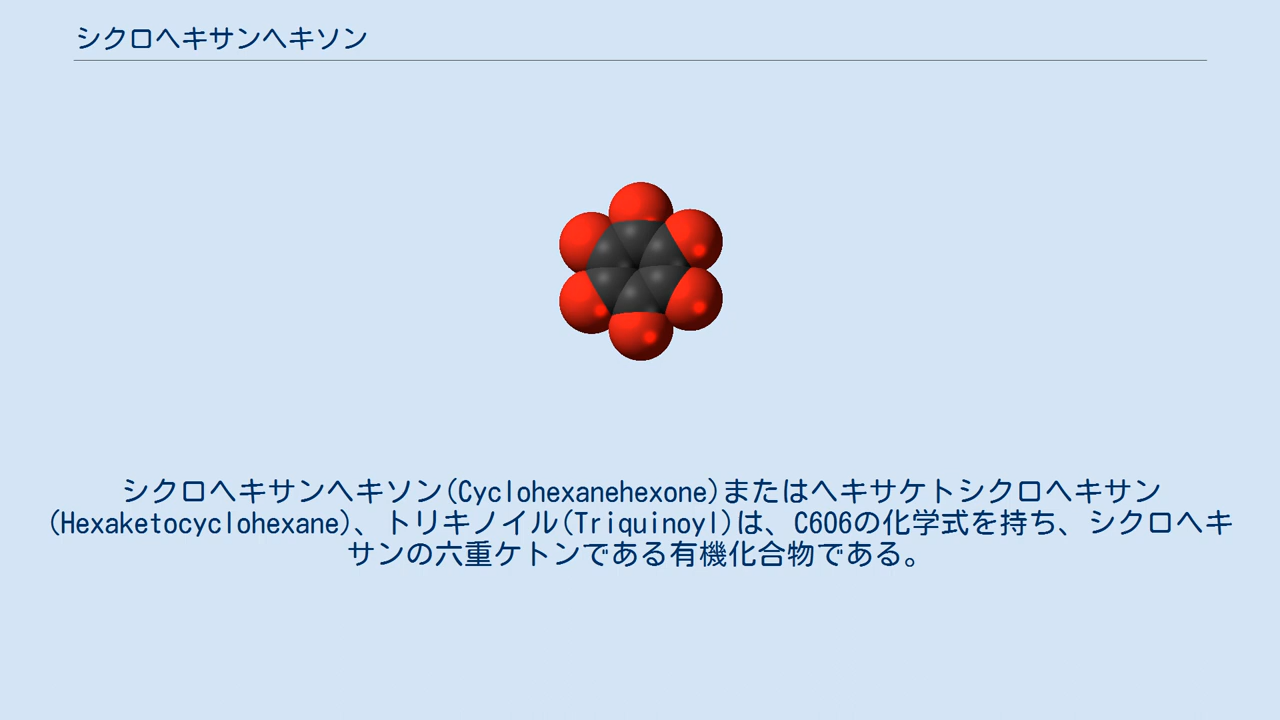 シクロヘキサンヘキソン
シクロヘキサンヘキソン(Cyclohexanehexone)またはヘキサケトシクロヘキサン
(Hexaketocyclohexane)、トリキノイル(Triquinoyl)は、C6O6の化学式を持ち、シクロヘキ
サンの六重ケトンである有機化合物である。